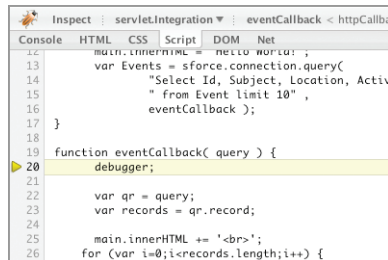 Inspect servlet.Integration ▾ eventCallback < httpCallba
Console HTML CSS Script DOM Net
12 main.innerHTML = "Hello World!";
13 var Events = sforce.connection.query(
14 "Select Id, Subject, Location, Activ
15 " from Event limit 10" ,
16 eventCallback );
17 }
18
19 function eventCallback( query ) {
20 debugger;
21
22 var qr = query;
23 var records = qr.record;
24
25 main.innerHTML += '<br>';
26 for (var i=0;i<records.length;i++) {